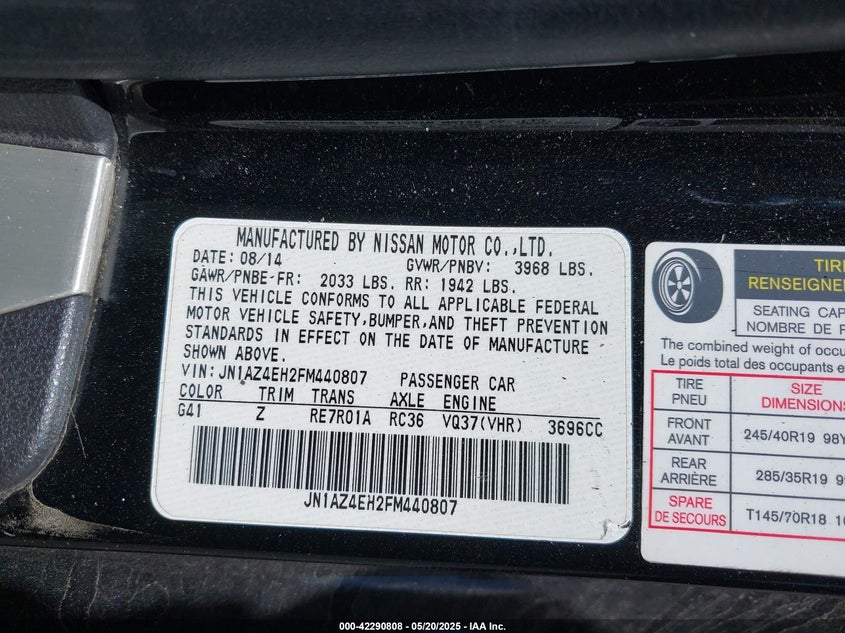 MANUFACTURED BY NISSAN MOTOR CO.,LTD.
DATE: 08/14 GVWR/PNBV: 3968 LBS.
GAWR/PNBE-FR: 2033 LBS. RR: 1942 LBS.
THIS VEHICLE CONFORMS TO ALL APPLICABLE FEDERAL
MOTOR VEHICLE SAFETY,BUMPER,AND THEFT PREVENTION
STANDARDS IN EFFECT ON THE DATE OF MANUFACTURE
SHOWN ABOVE.
VIN: JN1AZ4EH2FM440807 PASSENGER CAR
COLOR TRIM TRANS AXLE ENGINE
G41 Z RE7R01A RC36 VQ37(VHR) 3696CC
JN1AZ4EH2FM440807
TIRE
RENSEIGNEM
SEATING CAP
NOMBRE DE P
The combined weight of occu
Le poids total des occupants e
TIRE
PNEU
SIZE
DIMENSIONS
FRONT
AVANT
245/40R19 98Y
REAR
ARRIÈRE
285/35R19 9
SPARE
DE SECOURS
T145/70R18 10
000-42290808 - 05/20/2025 - IAA Inc.